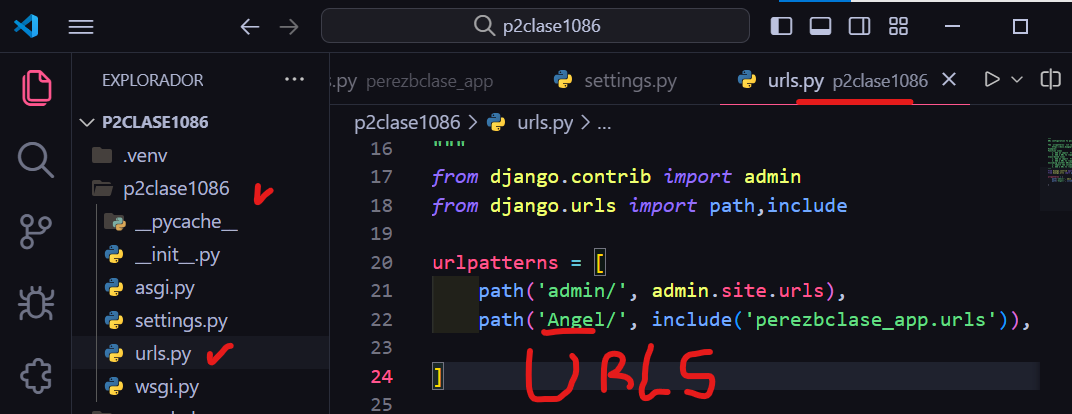 p2clase1086
EXPLORADOR
P2CLASE1086
.venv
p2clase1086
__pycache__
__init__.py
asgi.py
settings.py
urls.py
wsgi.py
.py perezbclase_app
settings.py
urls.py p2clase1086
p2clase1086 > urls.py > ...
16 """
17 from django.contrib import admin
18 from django.urls import path,include
19
20 urlpatterns = [
21 path('admin/', admin.site.urls),
22 path('Angel/', include('perezbclase_app.urls')),
23
24 ]
25
URLS